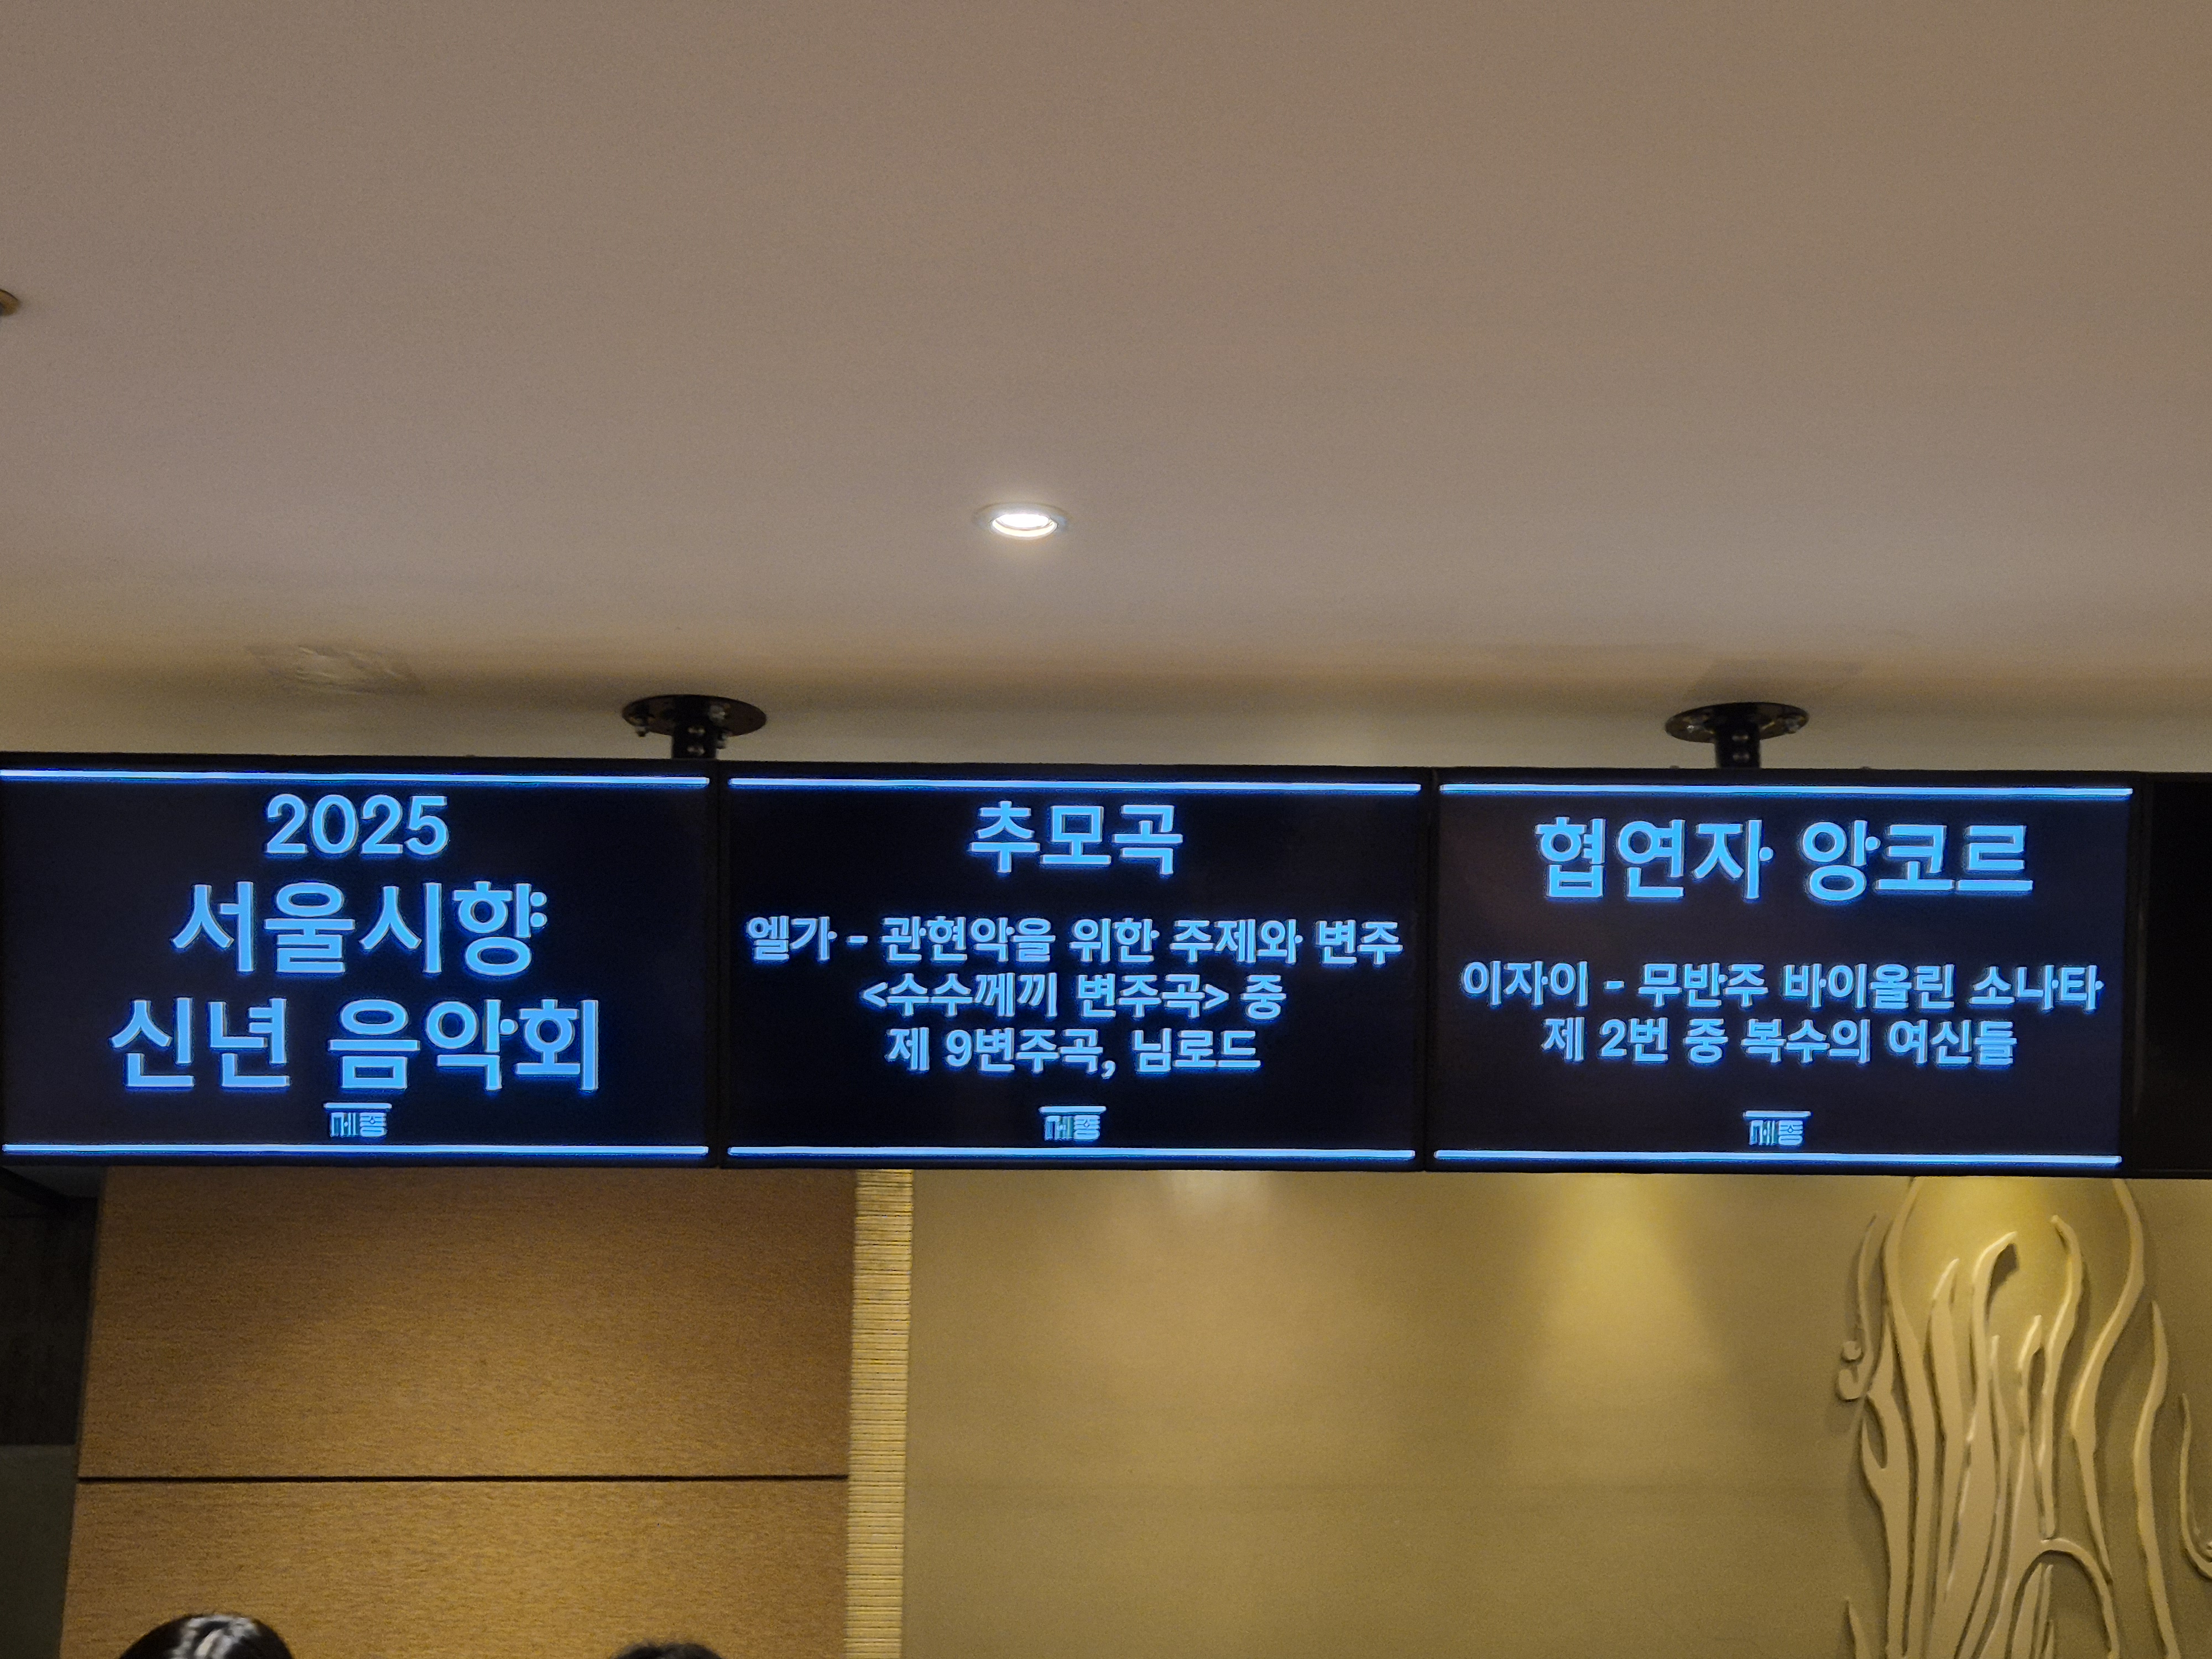 2025
서울시향
신년 음악회
세종
추모곡
엘가 - 관현악을 위한 주제와 변주
<수수께끼 변주곡> 중
제 9변주곡, 님로드
세종
협연자 앙코르
이자이 - 무반주 바이올린 소나타
제 2번 중 복수의 여신들
세종